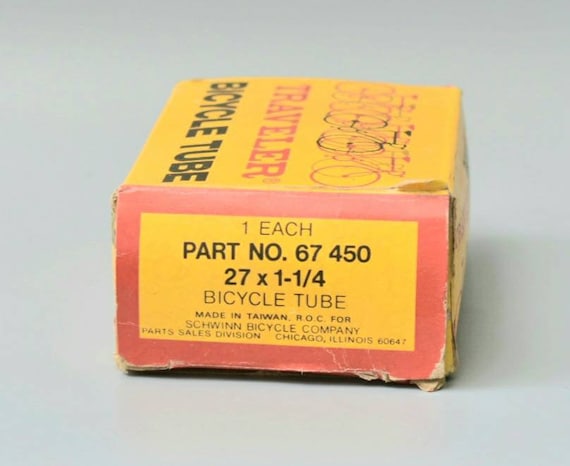 TRAVELER®
BICYCLE TUBE
1 EACH
PART NO. 67 450
27 x 1-1/4
BICYCLE TUBE
MADE IN TAIWAN, R.O.C. FOR
SCHWINN BICYCLE COMPANY
PARTS SALES DIVISION CHICAGO, ILLINOIS 60647